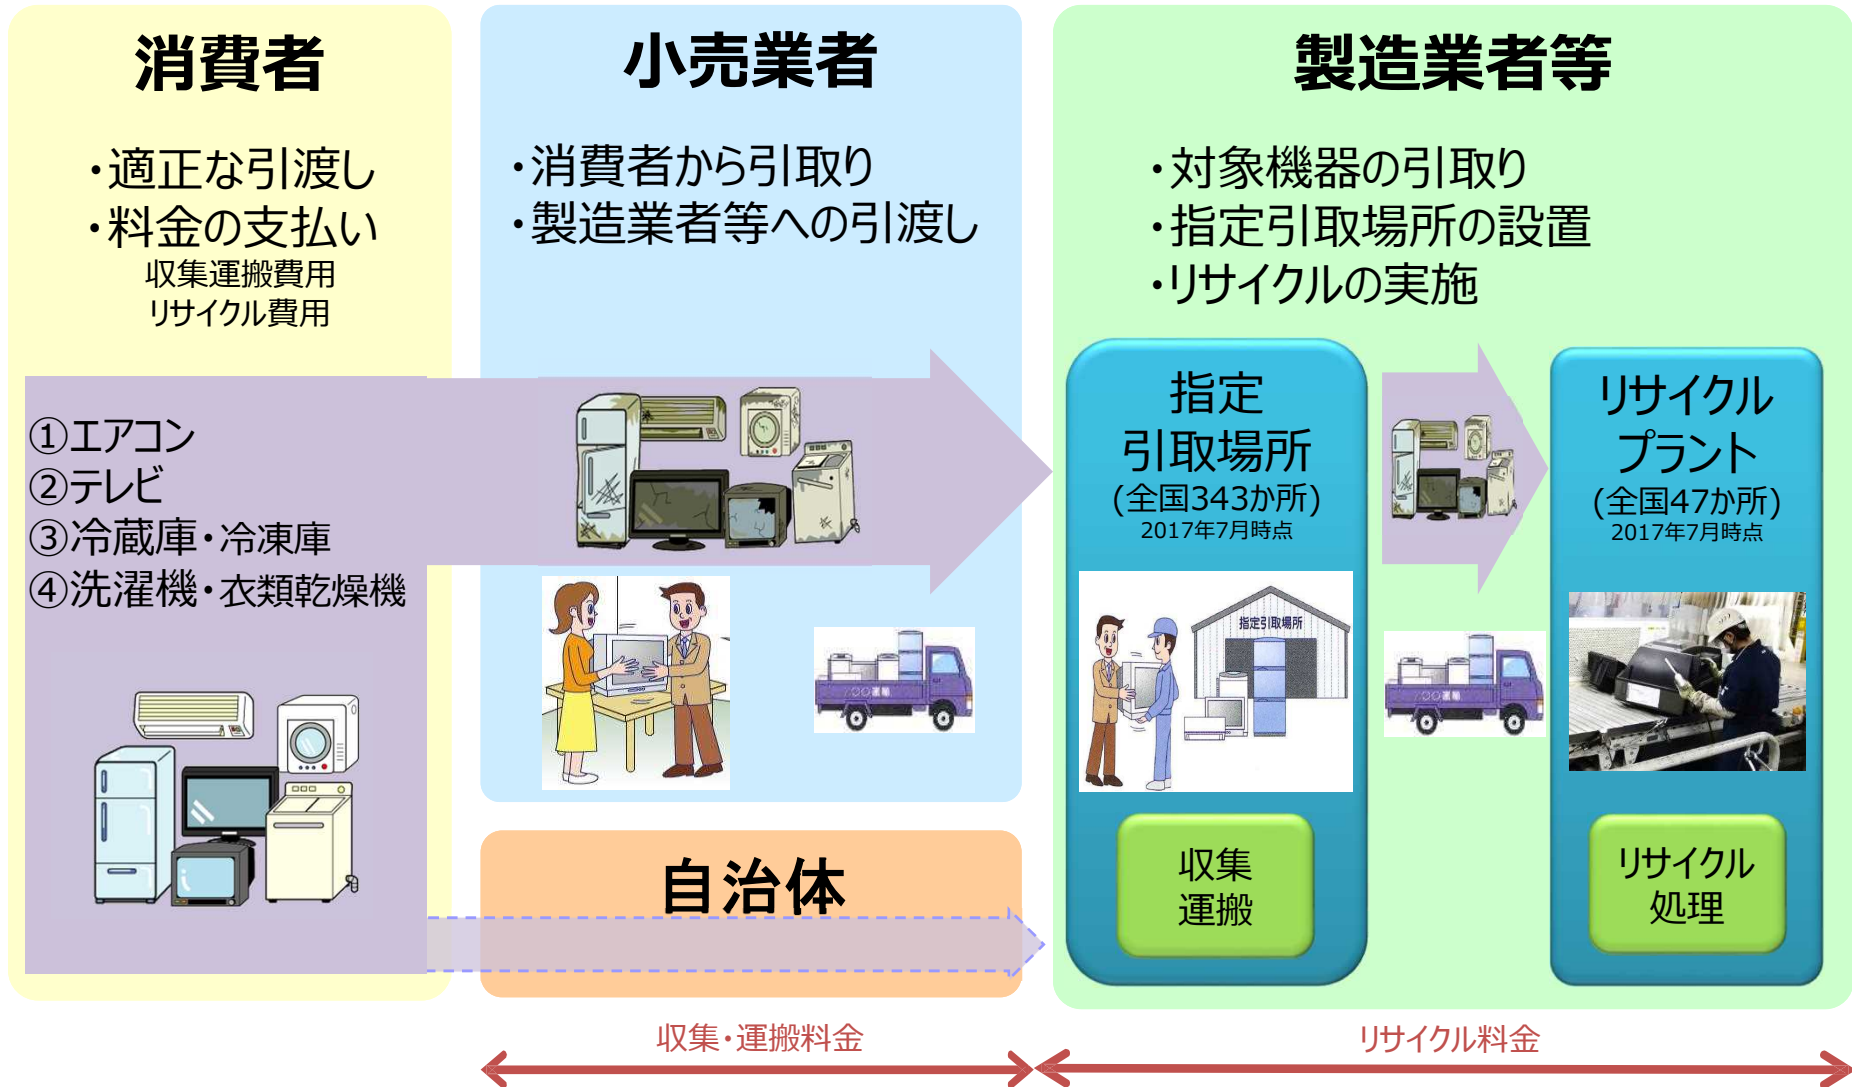 消費者
・適正な引渡し
・料金の支払い
収集運搬費用
リサイクル費用
①エアコン
②テレビ
③冷蔵庫・冷凍庫
④洗濯機・衣類乾燥機
小売業者
・消費者から引取り
・製造業者等への引渡し
〇〇運輸
自治体
製造業者等
・対象機器の引取り
・指定引取場所の設置
・リサイクルの実施
指定
引取場所
(全国343か所)
2017年7月時点
指定引取場所
収集
運搬
〇〇運輸
リサイクル
プラント
(全国47か所)
2017年7月時点
リサイクル
処理
収集・運搬料金
リサイクル料金